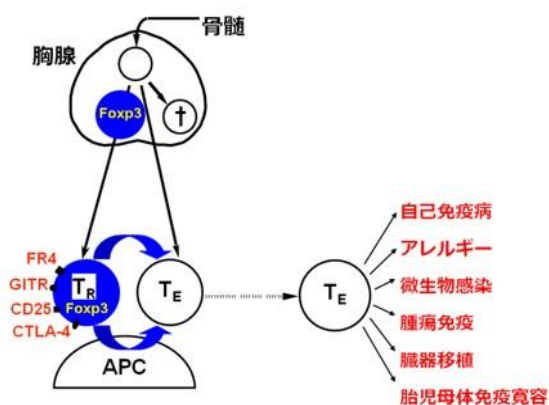 骨髄
胸腺
Foxp3
†
FR4
GITR
CD25
CTLA-4
TR
Foxp3
TE
APC
TE
自己免疫病
アレルギー
微生物感染
腫瘍免疫
臓器移植
胎児母体免疫寛容